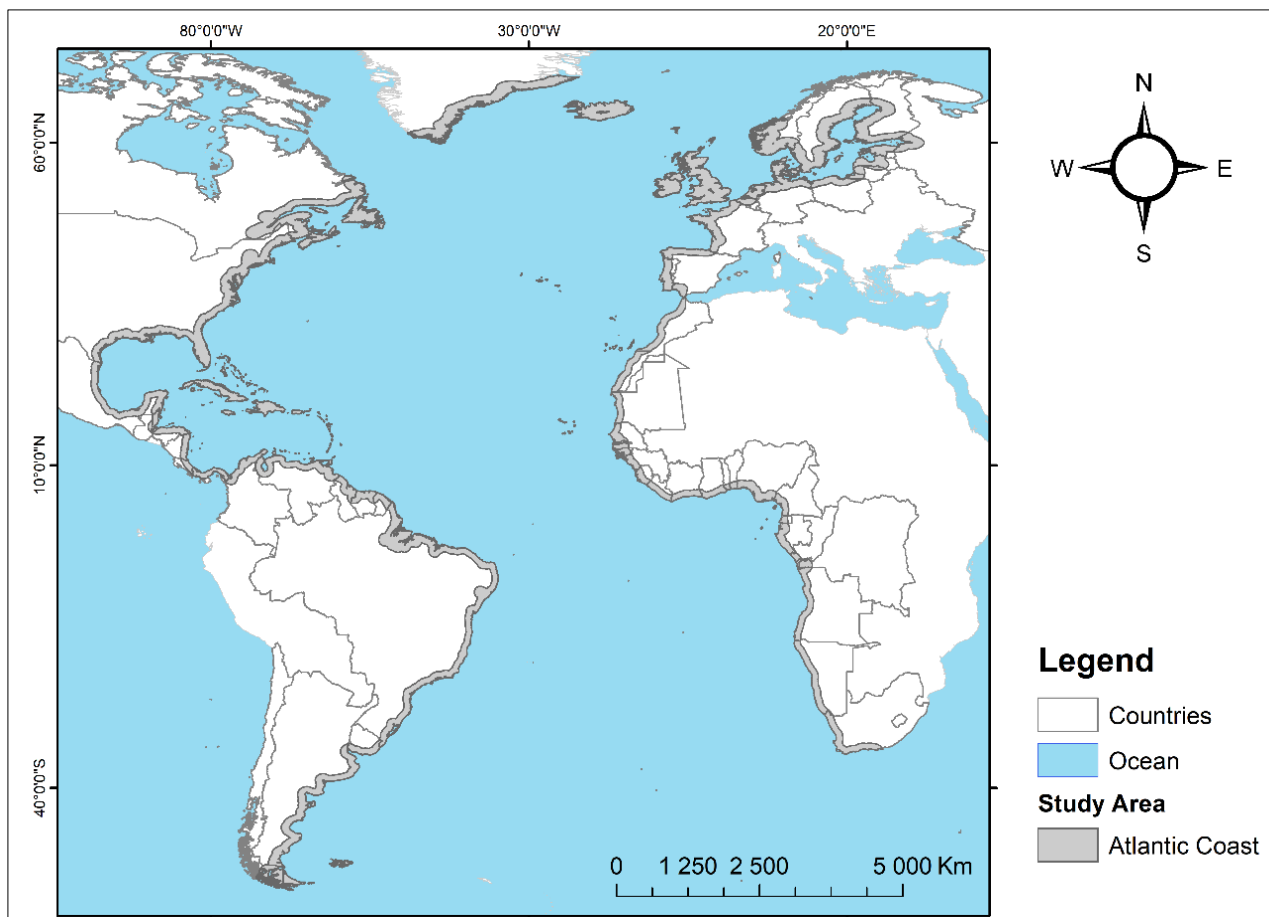 80°0'0"W 30°0'0"W 20°0'0"E
60°0'0"N
10°0'0"N
40°0'0"S
N
W E
S
Legend
Countries
Ocean
Study Area
Atlantic Coast
0 1 250 2 500 5 000 Km